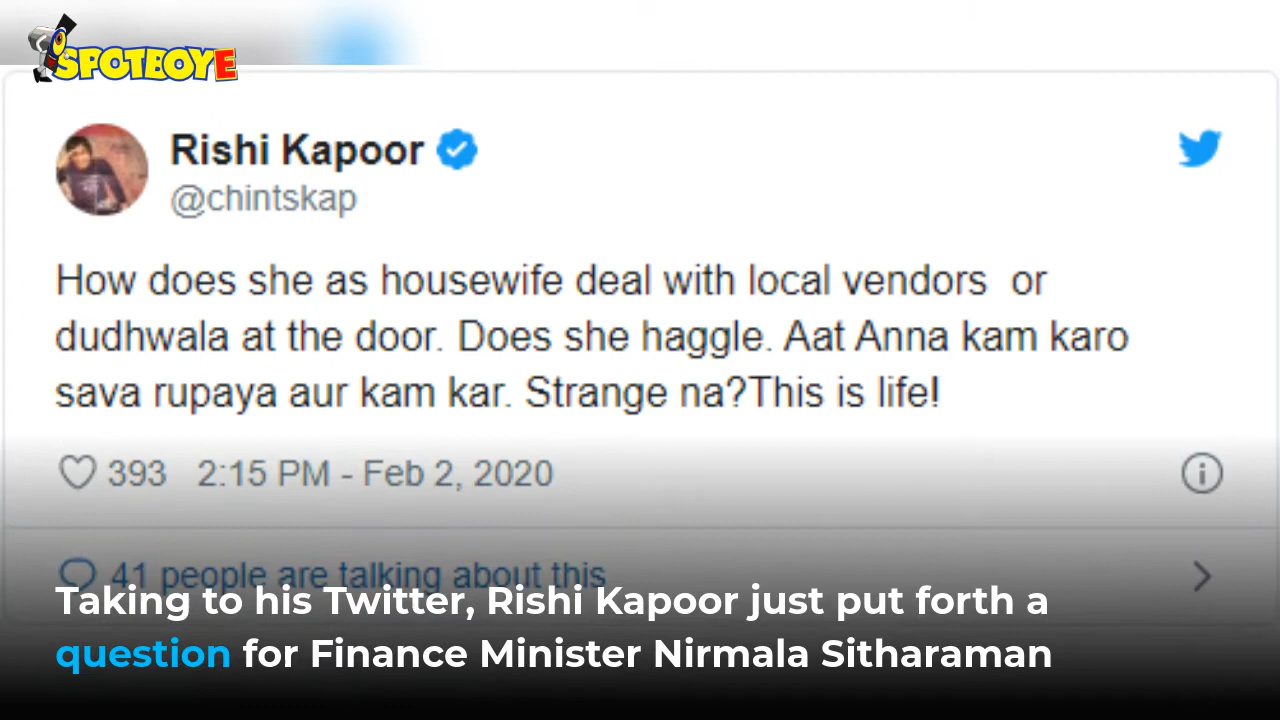 SPOTBOYE
Rishi Kapoor
@chintskap
How does she as housewife deal with local vendors or
dudhwala at the door. Does she haggle. Aat Anna kam karo
sava rupaya aur kam kar. Strange na?This is life!
393 2:15 PM - Feb 2, 2020
41 people are talking about this
Taking to his Twitter, Rishi Kapoor just put forth a
question for Finance Minister Nirmala Sitharaman